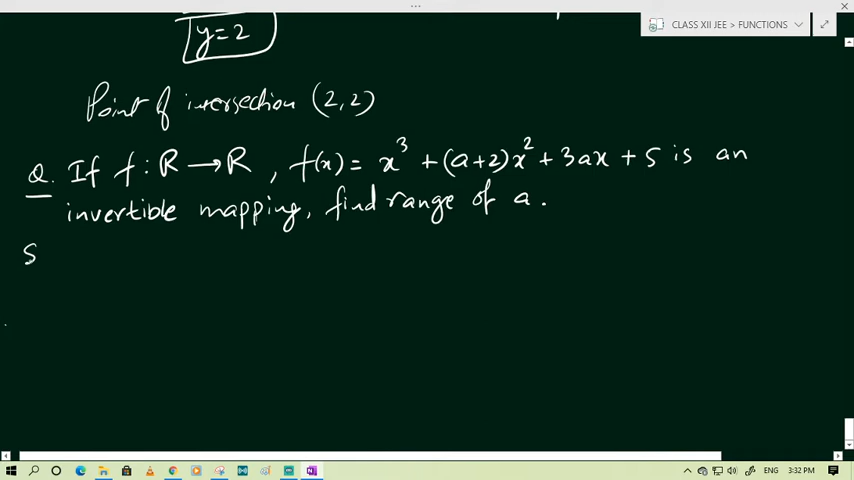 ...
CLASS XII JEE > FUNCTIONS
y=2
Point of inersection (2,2)
Q. If f : R → R , f(x) = x³ + (a+2)x² + 3ax + 5 is an
invertible mapping, find range of a.
S
ENG 3:32 PM